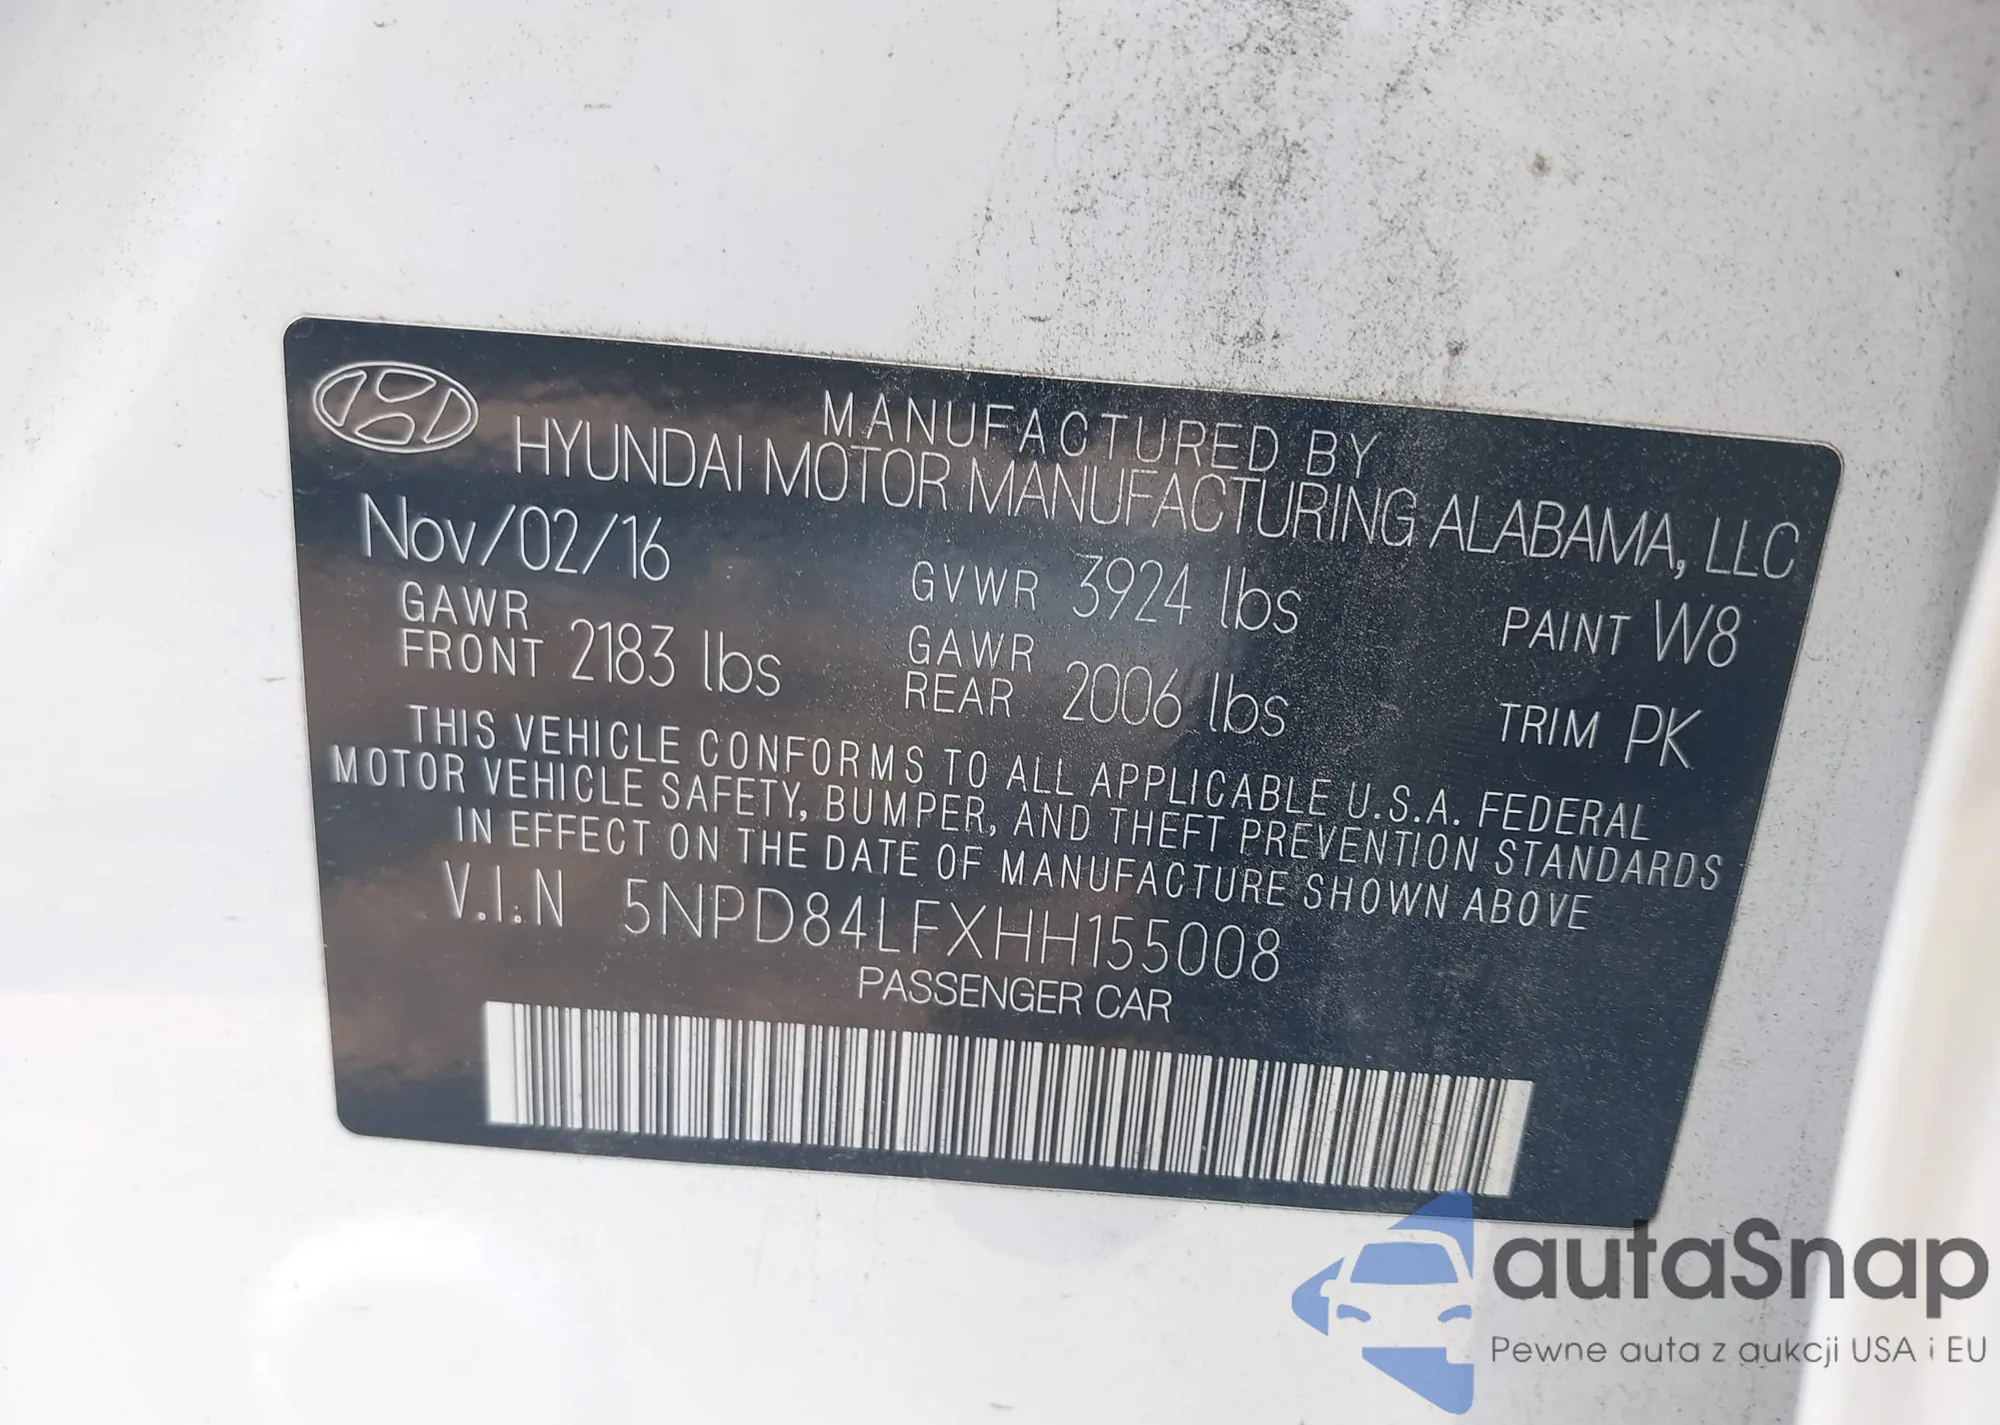 MANUFACTURED BY
HYUNDAI MOTOR MANUFACTURING ALABAMA, LLC
Nov/02/16 GVWR 3924 lbs PAINT W8
GAWR FRONT 2183 lbs GAWR REAR 2006 lbs TRIM PK
THIS VEHICLE CONFORMS TO ALL APPLICABLE U.S.A. FEDERAL
MOTOR VEHICLE SAFETY, BUMPER, AND THEFT PREVENTION STANDARDS
IN EFFECT ON THE DATE OF MANUFACTURE SHOWN ABOVE
V.I.N 5NPD84LFXHH155008
PASSENGER CAR
autaSnap
Pewne auta z aukcji USA i EU